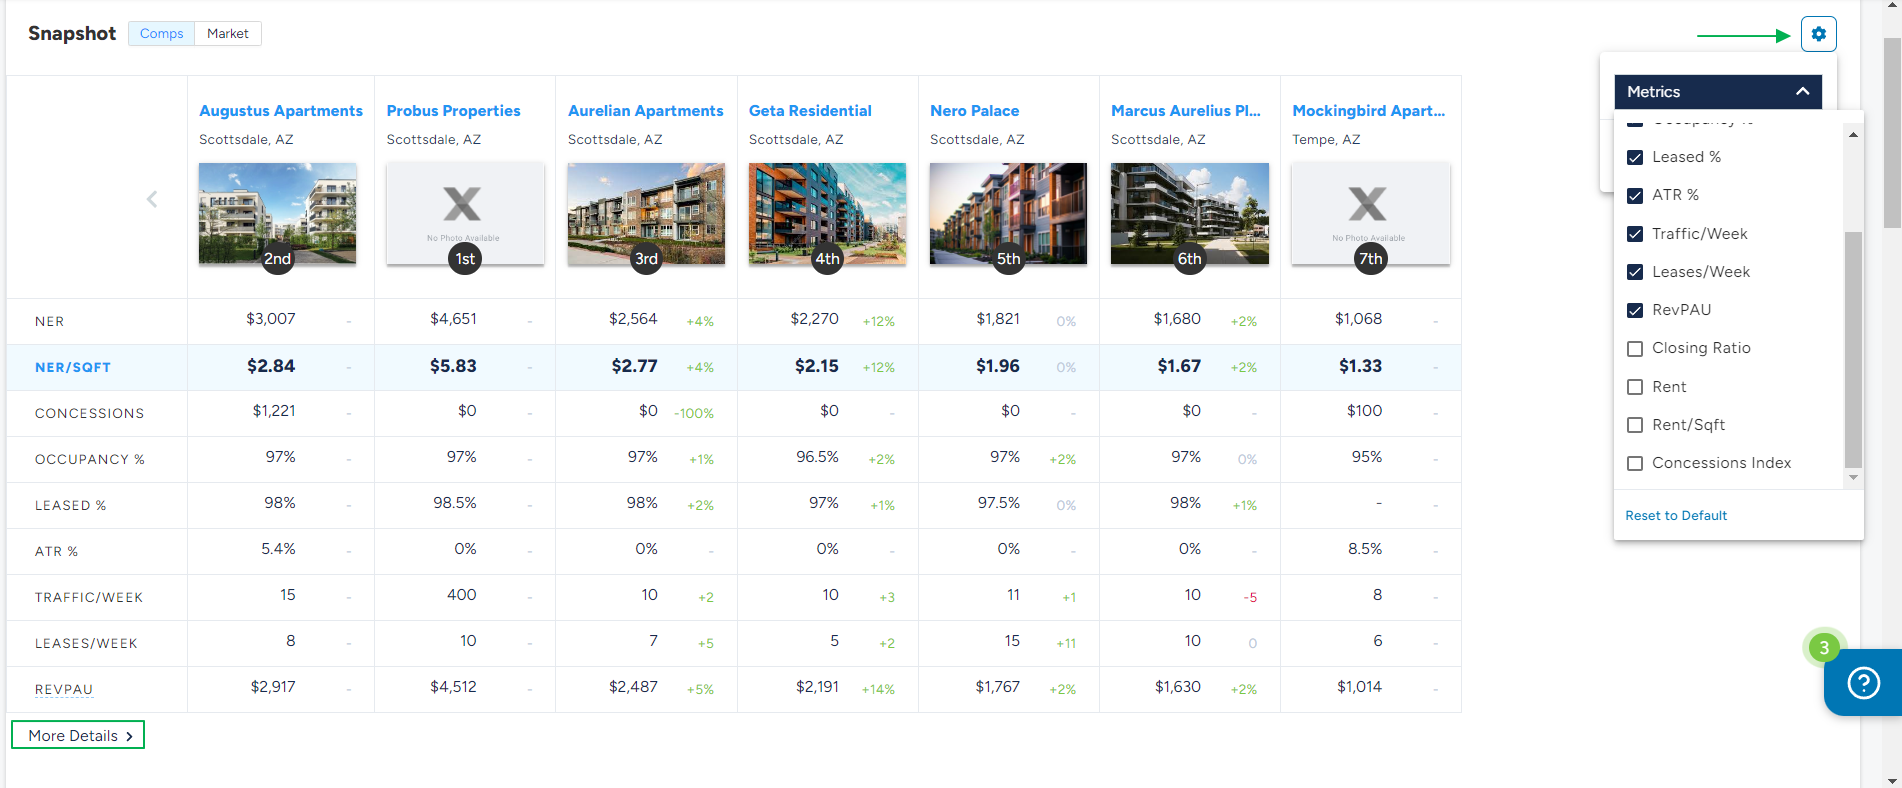 Snapshot Comps Market
Metrics
Augustus Apartments Probus Properties Aurelian Apartments Geta Residential Nero Palace Marcus Aurelius Pl... Mockingbird Apart...
Scottsdale, AZ Scottsdale, AZ Scottsdale, AZ Scottsdale, AZ Scottsdale, AZ Scottsdale, AZ Tempe, AZ
No Photo Available No Photo Available
2nd 1st 3rd 4th 5th 6th 7th
NER $3,007 - $4,651 - $2,564 +4% $2,270 +12% $1,821 0% $1,680 +2% $1,068 -
NER/SQFT $2.84 - $5.83 - $2.77 +4% $2.15 +12% $1.96 0% $1.67 +2% $1.33 -
CONCESSIONS $1,221 - $0 - $0 -100% $0 - $0 - $0 - $100 -
OCCUPANCY % 97% - 97% - 97% +1% 96.5% +2% 97% +2% 97% 0% 95% -
LEASED % 98% - 98.5% - 98% +2% 97% +1% 97.5% 0% 98% +1% - -
ATR % 5.4% - 0% - 0% - 0% - 0% - 0% - 8.5% -
TRAFFIC/WEEK 15 - 400 - 10 +2 10 +3 11 +1 10 -5 8 -
LEASES/WEEK 8 - 10 - 7 +5 5 +2 15 +11 10 0 6 -
REVPAU $2,917 - $4,512 - $2,487 +5% $2,191 +14% $1,767 +2% $1,630 +2% $1,014 -
More Details
Occupancy %
Leased %
ATR %
Traffic/Week
Leases/Week
RevPAU
Closing Ratio
Rent
Rent/Sqft
Concessions Index
Reset to Default
3
?